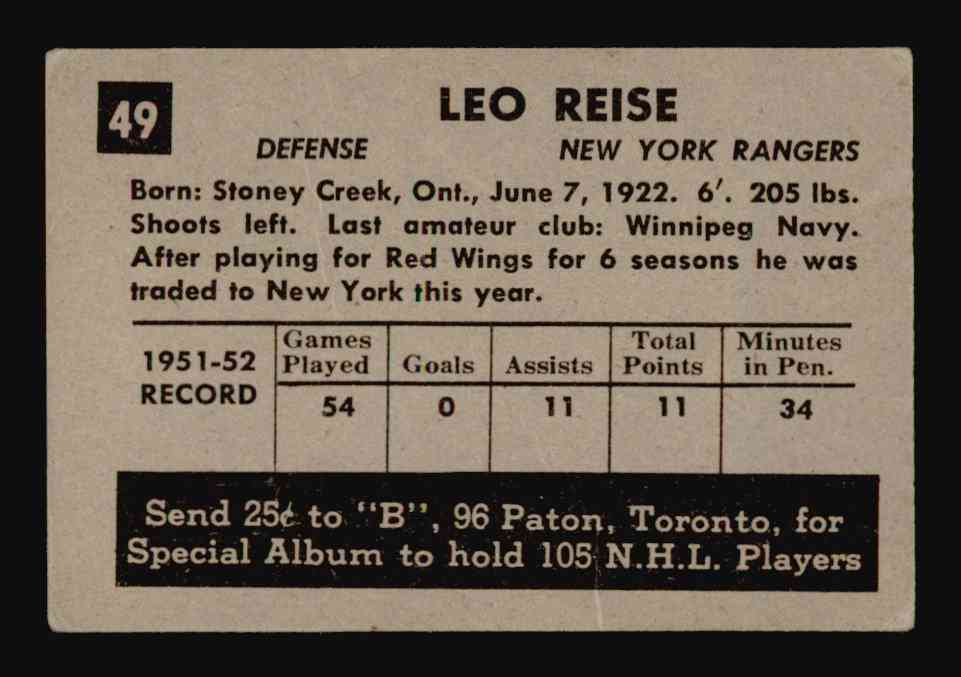 49
LEO REISE
DEFENSE NEW YORK RANGERS
Born: Stoney Creek, Ont., June 7, 1922. 6′. 205 lbs.
Shoots left. Last amateur club: Winnipeg Navy.
After playing for Red Wings for 6 seasons he was
traded to New York this year.
1951-52 RECORD
Games Played Goals Assists Total Points Minutes in Pen.
54 0 11 11 34
Send 25¢ to "B", 96 Paton, Toronto, for
Special Album to hold 105 N.H.L. Players